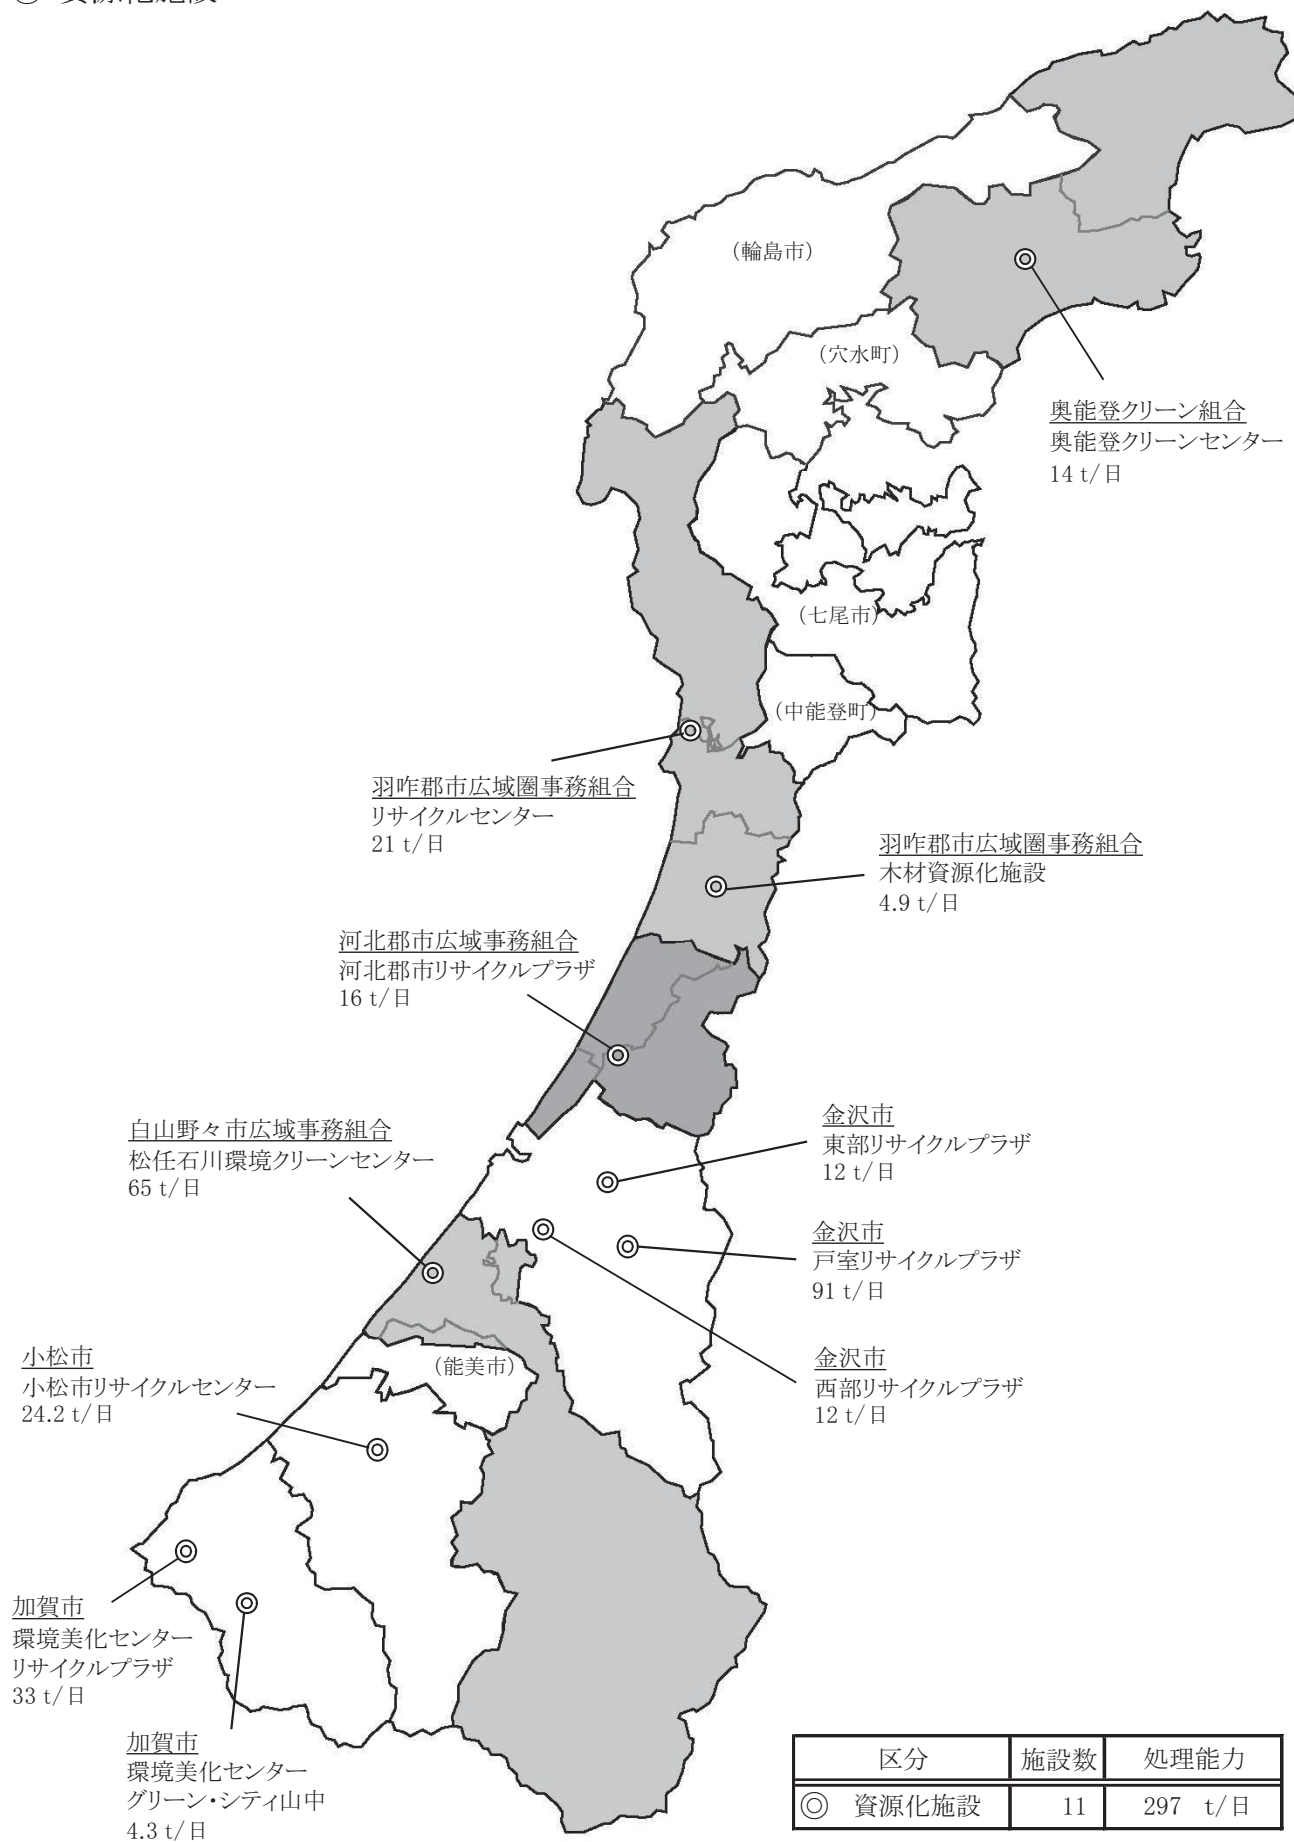 資源化施設
(輪島市)
(穴水町)
奥能登クリーン組合
奥能登クリーンセンター
14 t/日
(七尾市)
(中能登町)
羽咋郡市広域圏事務組合
リサイクルセンター
21 t/日
羽咋郡市広域圏事務組合
木材資源化施設
4.9 t/日
河北郡市広域事務組合
河北郡市リサイクルプラザ
16 t/日
金沢市
東部リサイクルプラザ
12 t/日
白山野々市広域事務組合
松任石川環境クリーンセンター
65 t/日
金沢市
戸室リサイクルプラザ
91 t/日
(能美市)
小松市
小松市リサイクルセンター
24.2 t/日
金沢市
西部リサイクルプラザ
12 t/日
加賀市
環境美化センター
リサイクルプラザ
33 t/日
加賀市
環境美化センター
グリーン・シティ山中
4.3 t/日
区分 施設数 処理能力
◎ 資源化施設 11 297 t/日